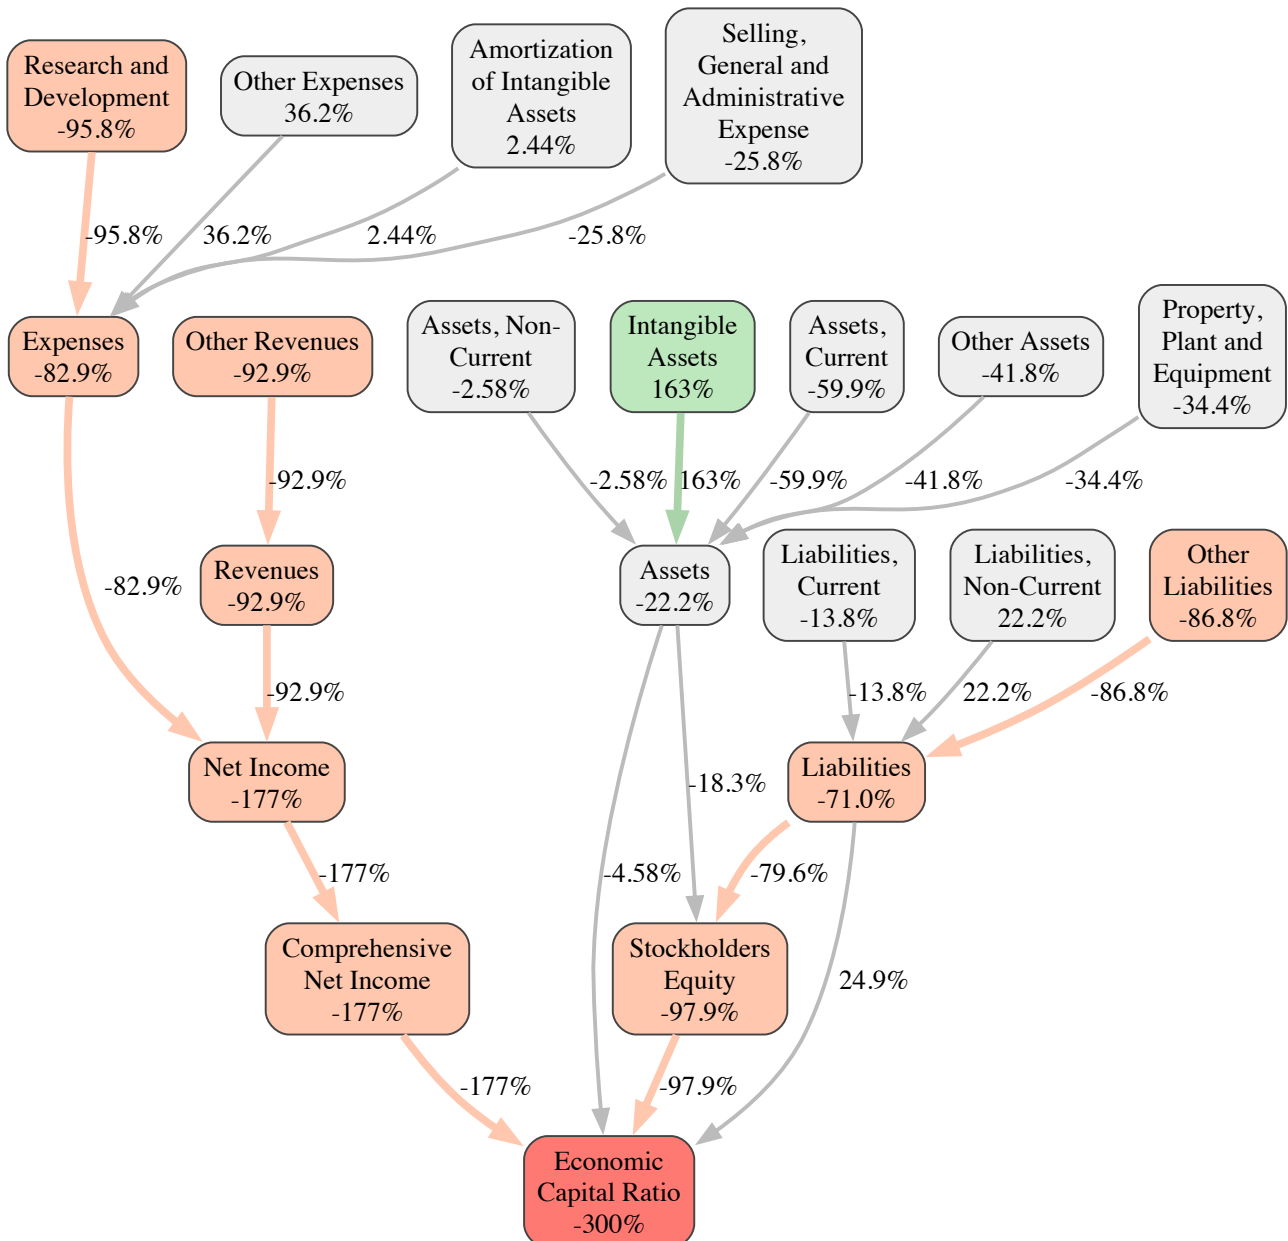 Research and
Development
-95.8%
Other Expenses
36.2%
Amortization
of Intangible
Assets
2.44%
Selling,
General and
Administrative
Expense
-25.8%
-95.8%
36.2%
2.44%
-25.8%
Expenses
-82.9%
Other Revenues
-92.9%
Assets, Non-
Current
-2.58%
Intangible
Assets
163%
Assets,
Current
-59.9%
Other Assets
-41.8%
Property,
Plant and
Equipment
-34.4%
-92.9%
-2.58%
163%
-59.9%
-41.8%
-34.4%
-82.9%
Revenues
-92.9%
Assets
-22.2%
Liabilities,
Current
-13.8%
Liabilities,
Non-Current
22.2%
Other
Liabilities
-86.8%
-92.9%
-13.8%
22.2%
-86.8%
Net Income
-177%
-18.3%
Liabilities
-71.0%
-177%
-4.58%
-79.6%
Comprehensive
Net Income
-177%
Stockholders
Equity
-97.9%
24.9%
-177%
-97.9%
Economic
Capital Ratio
-300%